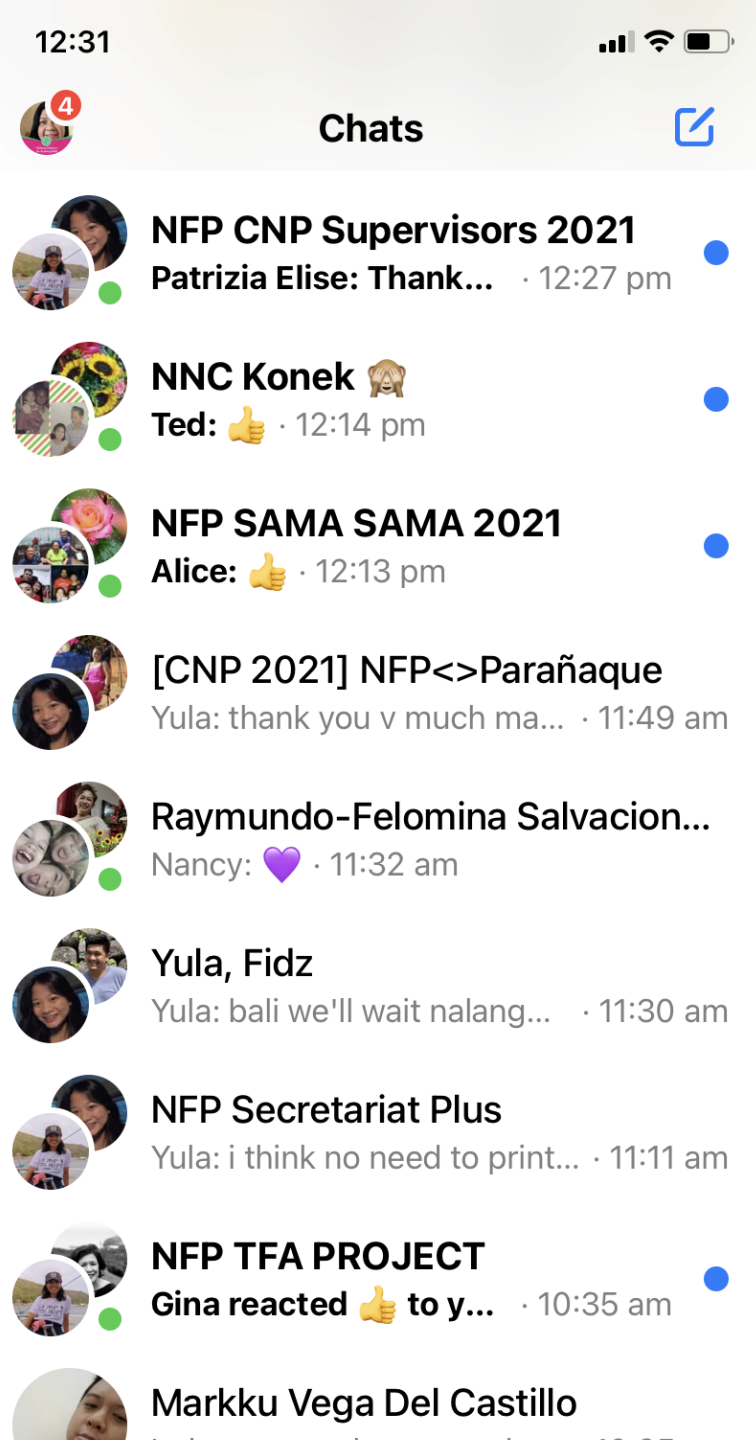 12:31
4
Chats
NFP CNP Supervisors 2021
Patrizia Elise: Thank... · 12:27 pm
NNC Konek 🙈
Ted: 👍 · 12:14 pm
NFP SAMA SAMA 2021
Alice: 👍 · 12:13 pm
[CNP 2021] NFP<>Parañaque
Yula: thank you v much ma... · 11:49 am
Raymundo-Felomina Salvacion...
Nancy: 💜 · 11:32 am
Yula, Fidz
Yula: bali we'll wait nalang... · 11:30 am
NFP Secretariat Plus
Yula: i think no need to print... · 11:11 am
NFP TFA PROJECT
Gina reacted 👍 to y... · 10:35 am
Markku Vega Del Castillo